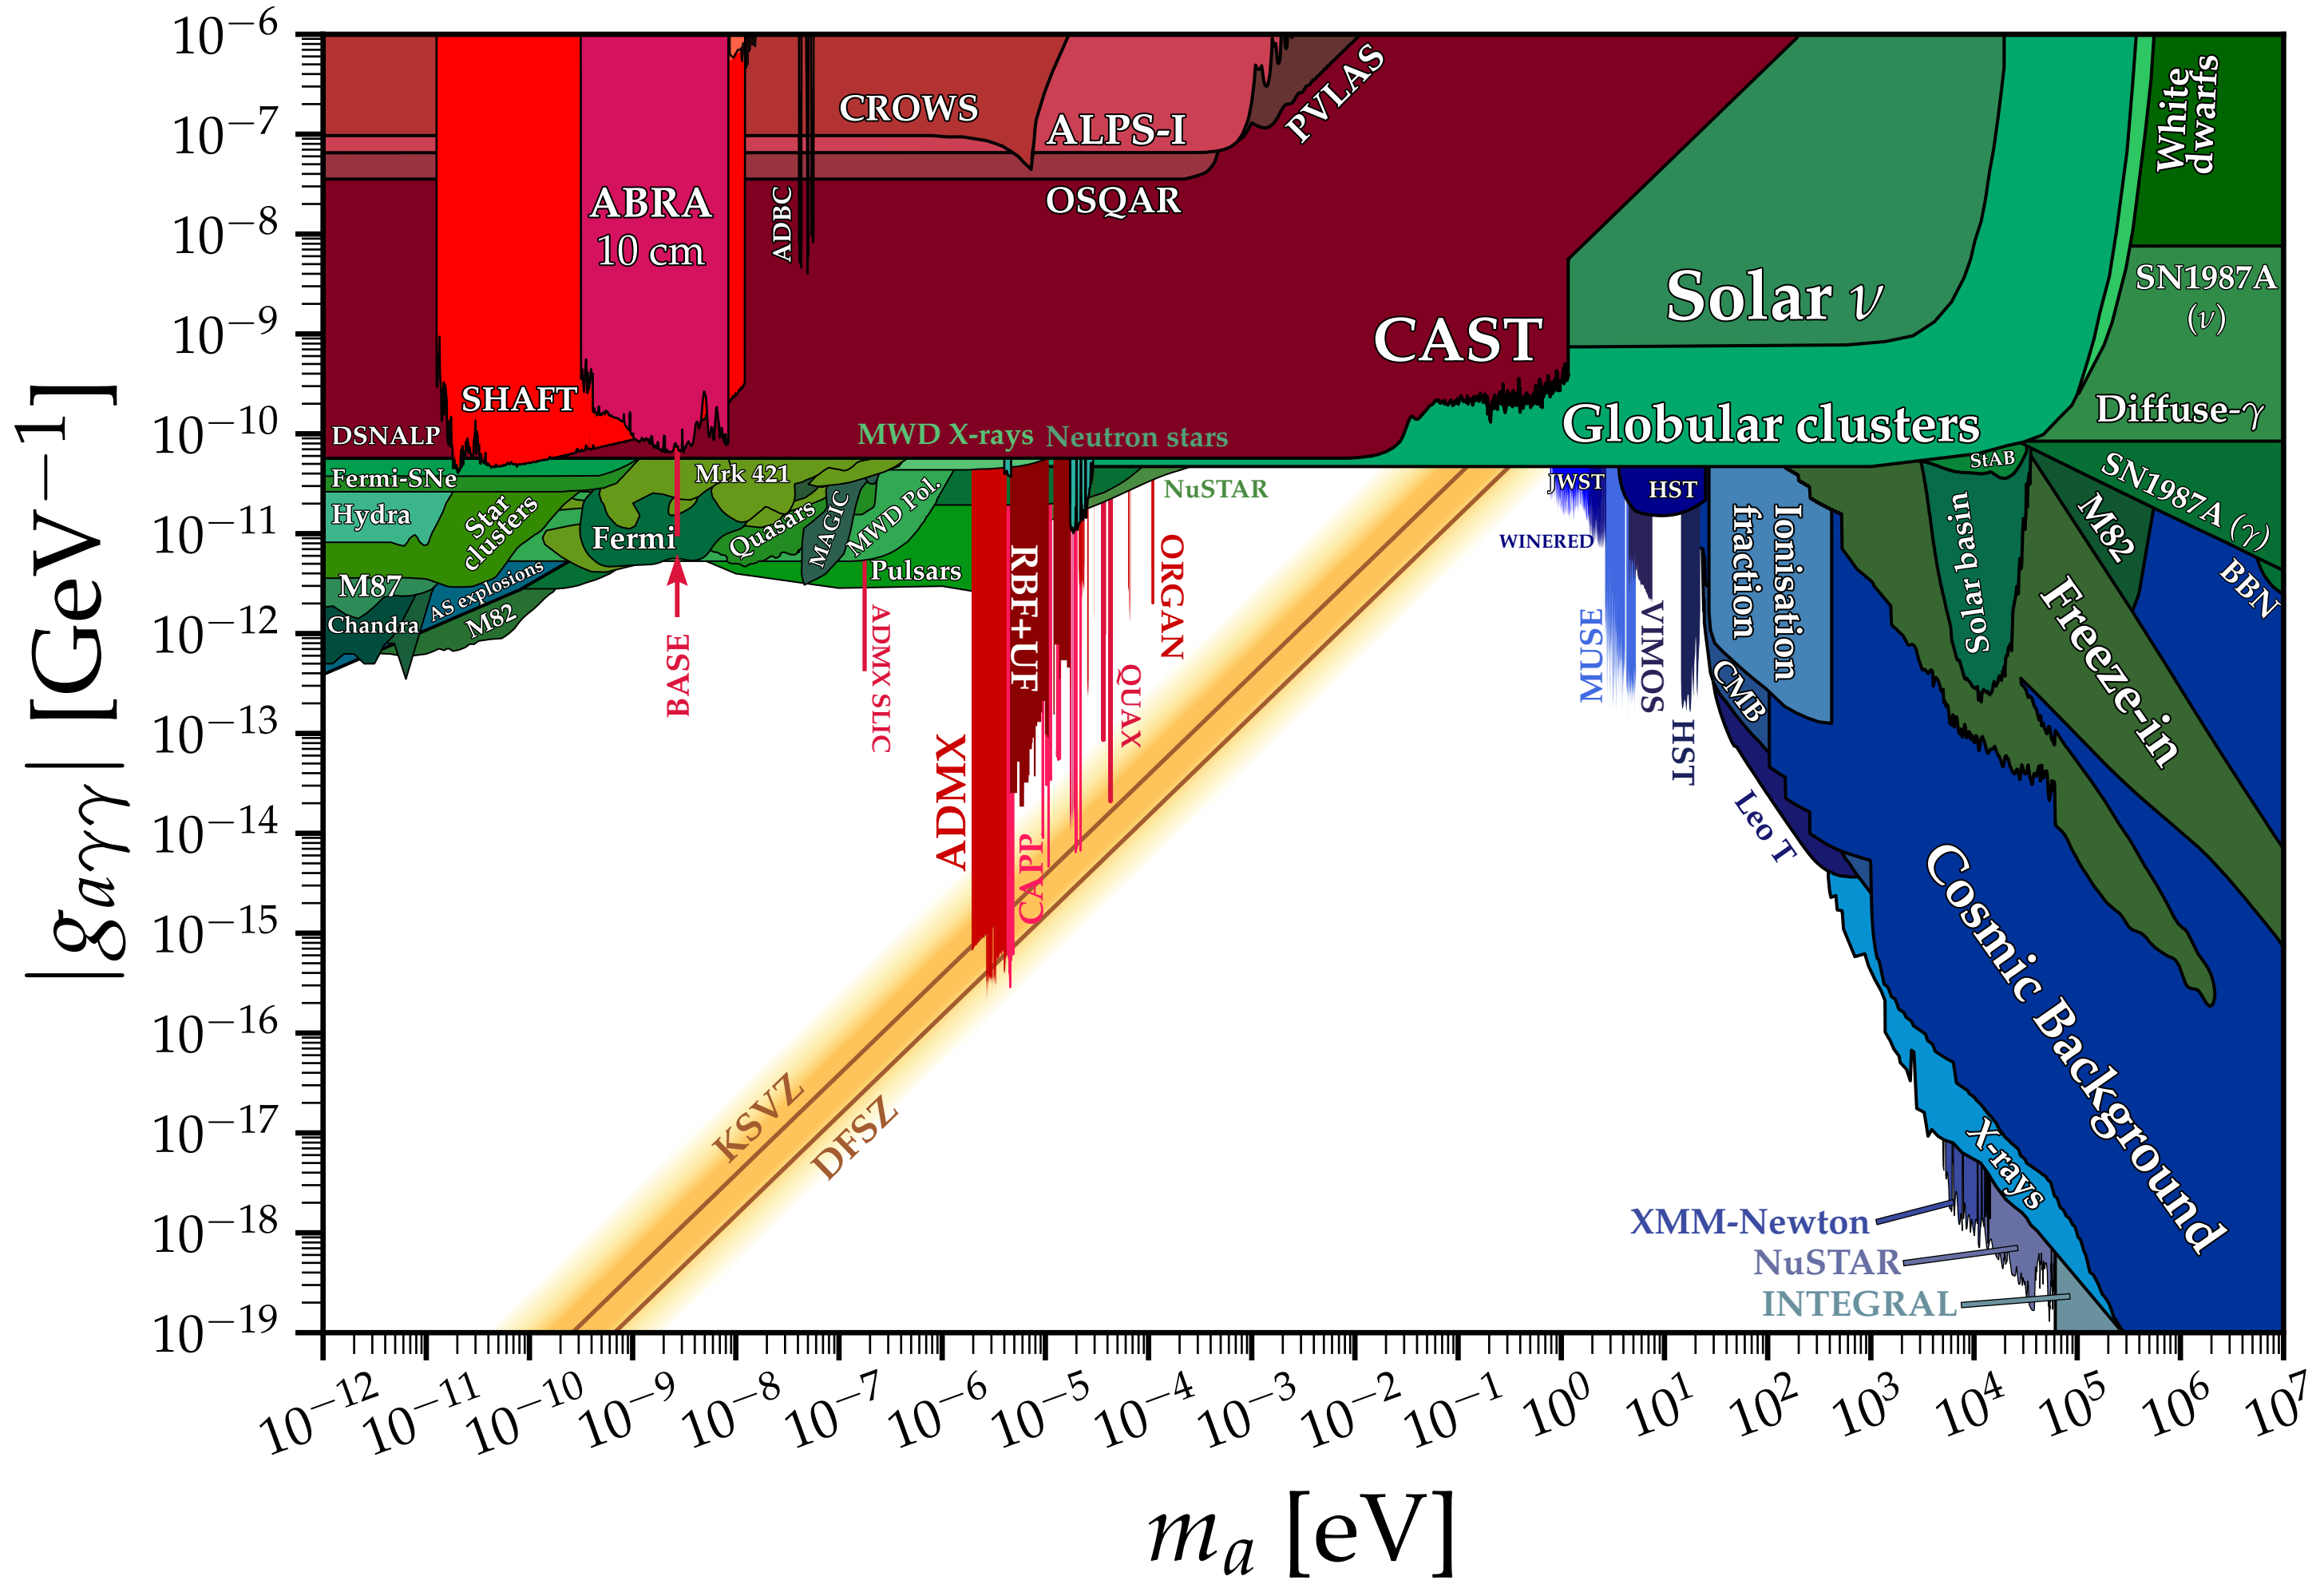 |g_{aγγ}| [GeV^{−1}]
10^{−6}
10^{−7}
10^{−8}
10^{−9}
10^{−10}
10^{−11}
10^{−12}
10^{−13}
10^{−14}
10^{−15}
10^{−16}
10^{−17}
10^{−18}
10^{−19}
CROWS
ALPS-I
PVLAS
OSQAR
ABRA
10 cm
ADBC
SHAFT
CAST
Solar ν
Globular clusters
White
dwarfs
SN1987A
(ν)
Diffuse-γ
DSNALP
MWD X-rays
Neutron stars
Fermi-SNe
Hydra
Star
clusters
M87
Chandra
AS explosions
M82
Fermi
Mrk 421
Quasars
MAGIC
MWD Pol.
Pulsars
BASE
ADMX SLIC
ADMX
RBF+UF
CAPP
QUAX
ORGAN
NuSTAR
JWST
HST
WINERED
MUSE
VIMOS
HST
Ionisation
fraction
CMB
Leo T
StAB
Solar basin
SN1987A (γ)
M82
BBN
Freeze-in
Cosmic Background
X-rays
XMM-Newton
NuSTAR
INTEGRAL
KSVZ
DFSZ
10^{−12}
10^{−11}
10^{−10}
10^{−9}
10^{−8}
10^{−7}
10^{−6}
10^{−5}
10^{−4}
10^{−3}
10^{−2}
10^{−1}
10^{0}
10^{1}
10^{2}
10^{3}
10^{4}
10^{5}
10^{6}
10^{7}
m_a [eV]